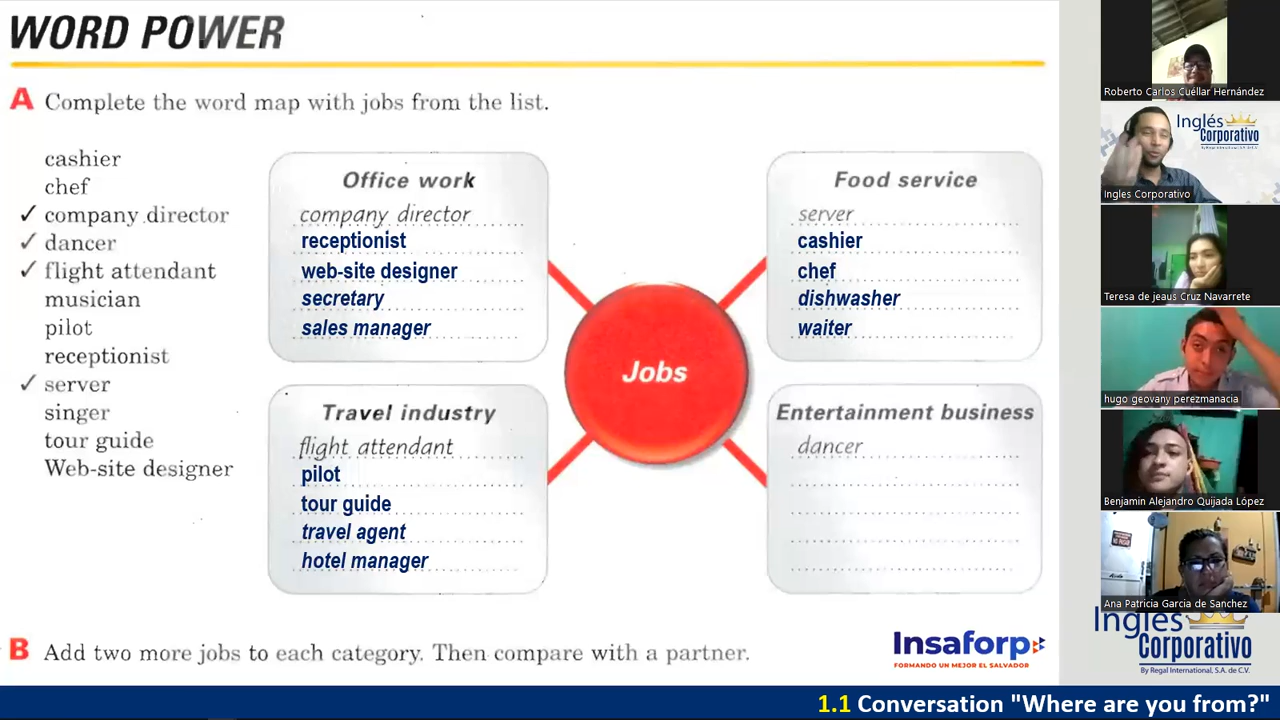 WORD POWER
A Complete the word map with jobs from the list.
cashier
chef
✓ company director
✓ dancer
✓ flight attendant
musician
pilot
receptionist
✓ server
singer
tour guide
Web-site designer
Office work
company director
receptionist
web-site designer
secretary
sales manager
Food service
server
cashier
chef
dishwasher
waiter
Jobs
Travel industry
flight attendant
pilot
tour guide
travel agent
hotel manager
Entertainment business
dancer
B Add two more jobs to each category. Then compare with a partner.
Insaforp
FORMANDO UN MEJOR EL SALVADOR
1.1 Conversation "Where are you from?"
Roberto Carlos Cuéllar Hernández
Inglés
Corporativo
By Regal International, S.A. de C.V.
Ingles Corporativo
Teresa de jeaus Cruz Navarrete
hugo geovany perezmanacia
Benjamin Alejandro Quijada López
Ana Patricia Garcia de Sanchez
Inglés
Corporativo
By Regal International, S.A. de C.V.